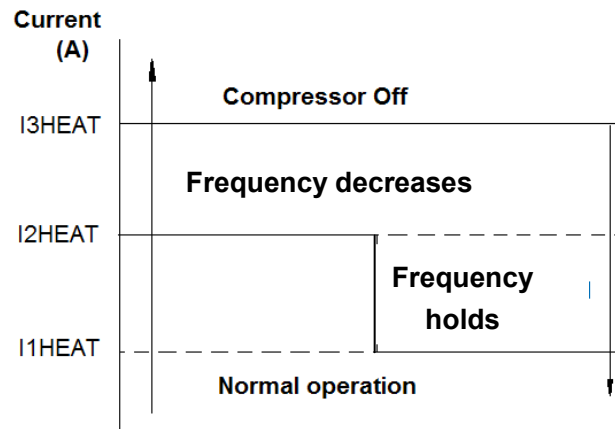 Current
(A)
Compressor Off
I3HEAT
Frequency decreases
I2HEAT
Frequency
holds
I1HEAT
Normal operation